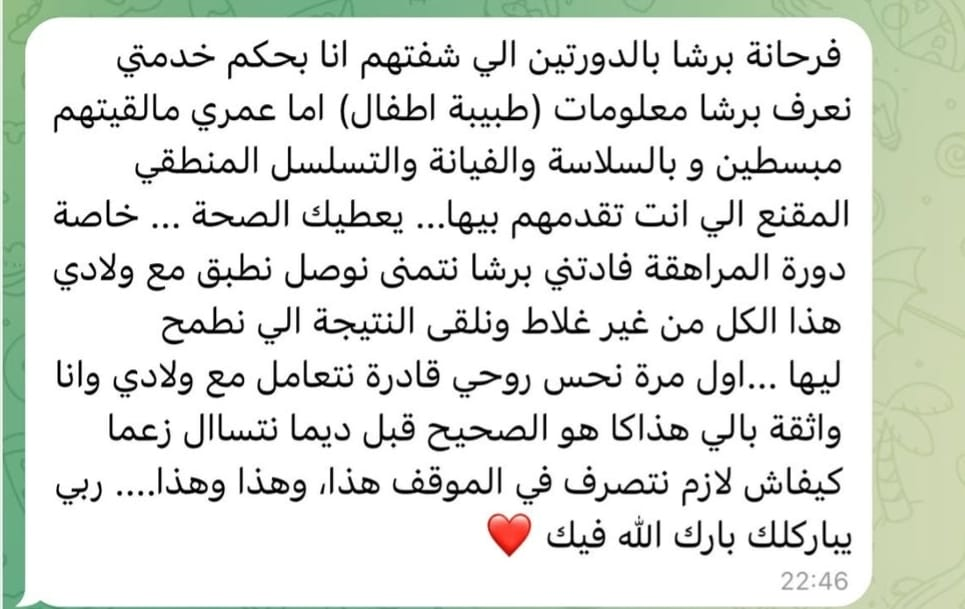 فرحانة برشا بالدورتين الي شفتهم انا بحكم خدمتي
نعرف برشا معلومات (طبيبة اطفال) اما عمري مالقيتهم
مبسطين و بالسلاسة والفيانة والتسلسل المنطقي
المقنع الي انت تقدمهم بيها... يعطيك الصحة ... خاصة
دورة المراهقة فادتني برشا نتمنى نوصل نطبق مع ولادي
هذا الكل من غير غلاط ونلقى النتيجة الي نطمح
ليها ...اول مرة نحس روحي قادرة نتعامل مع ولادي وانا
واثقة بالي هذاكا هو الصحيح قبل ديما نتساال زعما
كيفاش لازم نتصرف في الموقف هذا، وهذا وهذا.... ربي
يباركلك بارك الله فيك ❤️
22:46